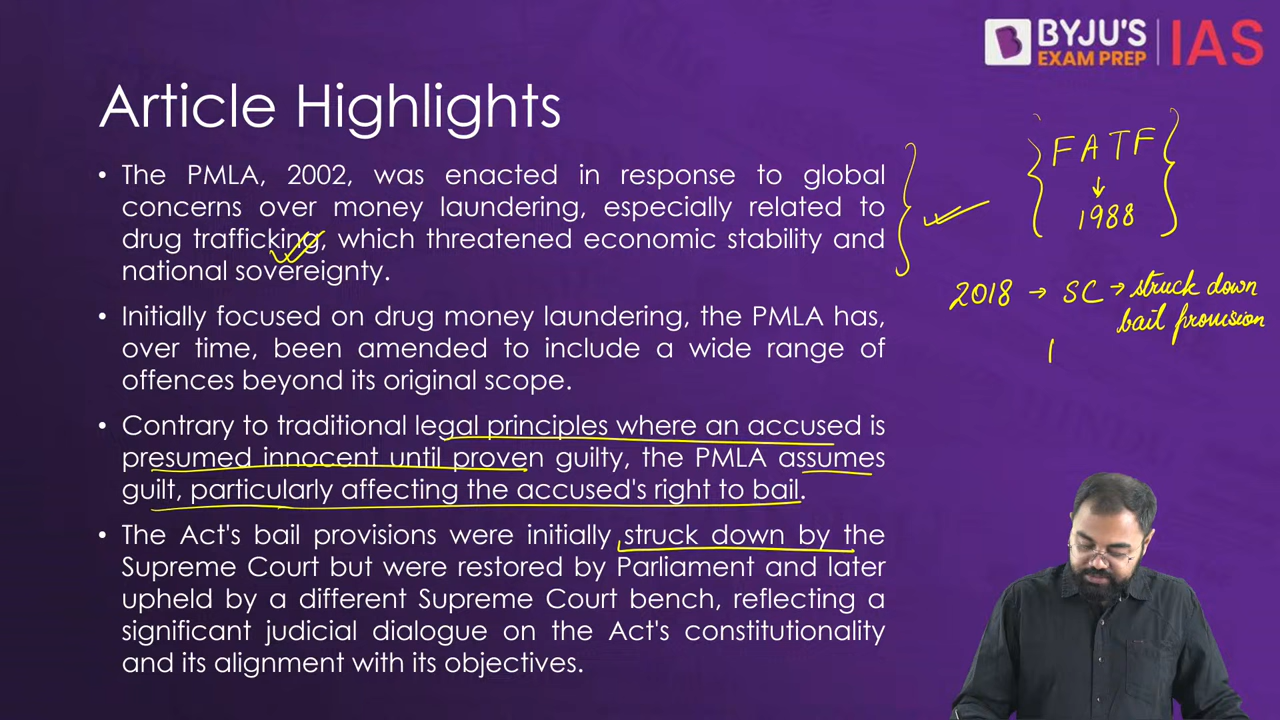 BYJU'S
EXAM PREP
IAS
Article Highlights
• The PMLA, 2002, was enacted in response to global
concerns over money laundering, especially related to
drug trafficking, which threatened economic stability and
national sovereignty.
• Initially focused on drug money laundering, the PMLA has,
over time, been amended to include a wide range of
offences beyond its original scope.
• Contrary to traditional legal principles where an accused is
presumed innocent until proven guilty, the PMLA assumes
guilt, particularly affecting the accused's right to bail.
• The Act's bail provisions were initially struck down by the
Supreme Court but were restored by Parliament and later
upheld by a different Supreme Court bench, reflecting a
significant judicial dialogue on the Act's constitutionality
and its alignment with its objectives.
{FATF
↓
1988}
2018 → SC → struck down
bail provision